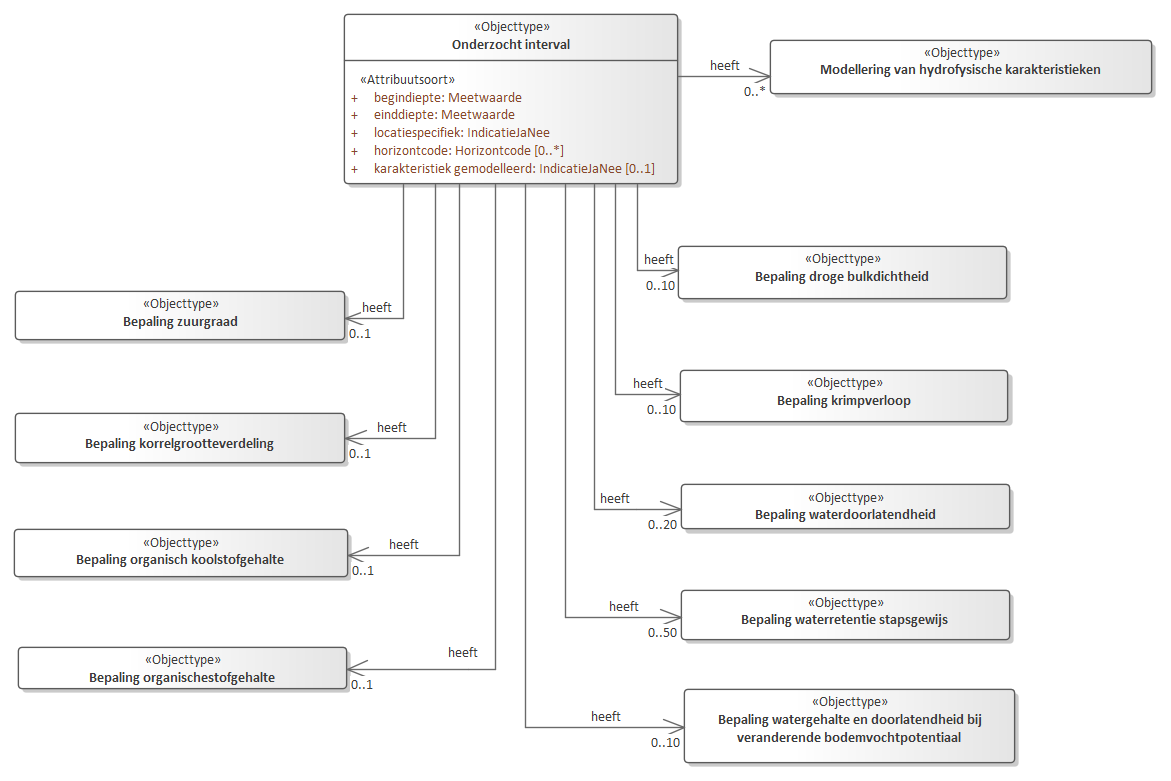 «Objecttype»
Onderzocht interval
«Attribuutsoort»
+ begindiepte: Meetwaarde
+ einddiepte: Meetwaarde
+ locatiespecifiek: IndicatieJaNee
+ horizontcode: Horizontcode [0..*]
+ karakteristiek gemodelleerd: IndicatieJaNee [0..1]
heeft
0..*
«Objecttype»
Modellering van hydrofysische karakteristieken
heeft
0..10
«Objecttype»
Bepaling droge bulkdichtheid
«Objecttype»
Bepaling zuurgraad
heeft
0..1
heeft
0..10
«Objecttype»
Bepaling krimpverloop
«Objecttype»
Bepaling korrelgrootteverdeling
heeft
0..1
heeft
0..20
«Objecttype»
Bepaling waterdoorlatendheid
«Objecttype»
Bepaling organisch koolstofgehalte
heeft
0..1
heeft
0..50
«Objecttype»
Bepaling waterretentie stapsgewijs
«Objecttype»
Bepaling organischestofgehalte
heeft
0..1
heeft
0..10
«Objecttype»
Bepaling watergehalte en doorlatendheid bij
veranderende bodemvochtpotentiaal